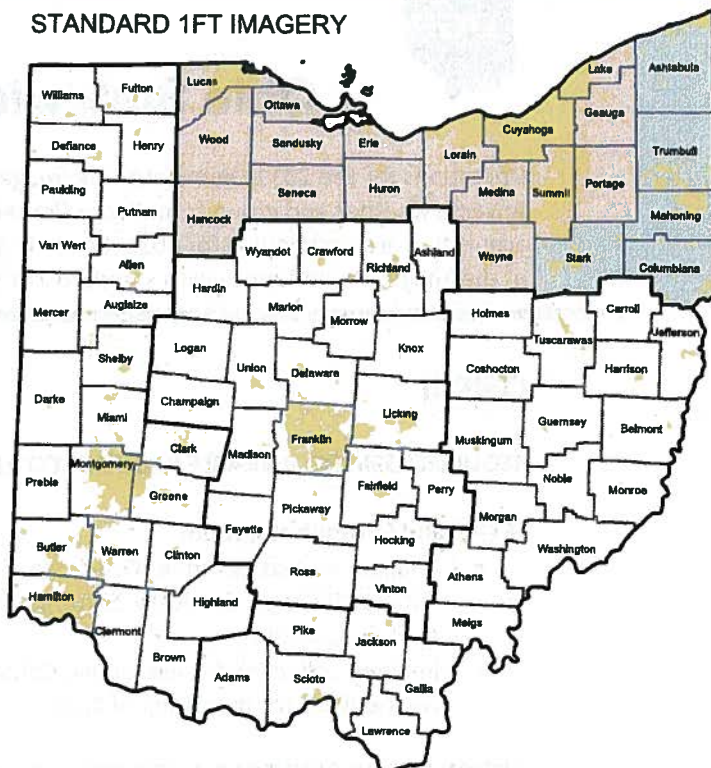 STANDARD 1FT IMAGERY
Lake
Ashtabula
Williams
Fulton
Lucas
Ottawa
Geauga
Cuyahoga
Defiance
Henry
Wood
Sandusky
Erie
Lorain
Trumbull
Paulding
Seneca
Huron
Medina
Summit
Portage
Putnam
Hancock
Mahoning
Van Wert
Wyandot
Crawford
Richland
Ashland
Wayne
Stark
Columbiana
Allen
Hardin
Mercer
Auglaize
Marion
Morrow
Holmes
Carroll
Tuscarawas
Jefferson
Logan
Knox
Shelby
Union
Delaware
Coshocton
Harrison
Darke
Champaign
Miami
Licking
Franklin
Guernsey
Belmont
Clark
Madison
Muskingum
Montgomery
Preble
Greene
Fairfield
Perry
Noble
Monroe
Pickaway
Morgan
Fayette
Butler
Warren
Clinton
Hocking
Washington
Ross
Athens
Hamilton
Vinton
Highland
Clermont
Pike
Jackson
Meigs
Brown
Adams
Scioto
Gallia
Lawrence